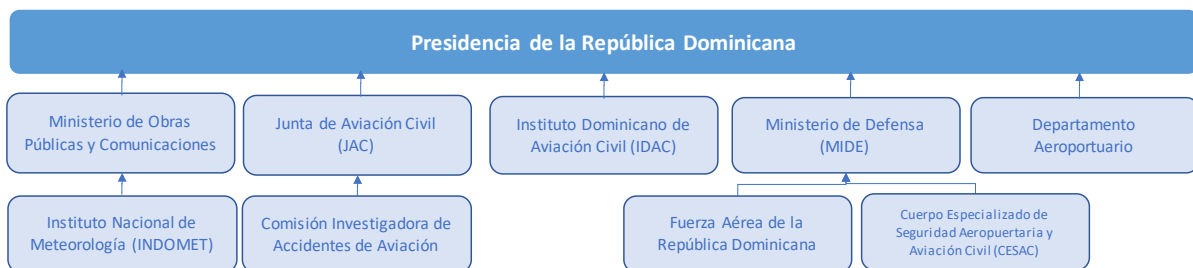 Presidencia de la República Dominicana
Ministerio de Obras
Públicas y Comunicaciones
Junta de Aviación Civil
(JAC)
Instituto Dominicano de
Aviación Civil (IDAC)
Ministerio de Defensa
(MIDE)
Departamento
Aeroportuario
Instituto Nacional de
Meteorología (INDOMET)
Comisión Investigadora de
Accidentes de Aviación
Fuerza Aérea de la
República Dominicana
Cuerpo Especializado de
Seguridad Aeropuertaria y
Aviación Civil (CESAC)